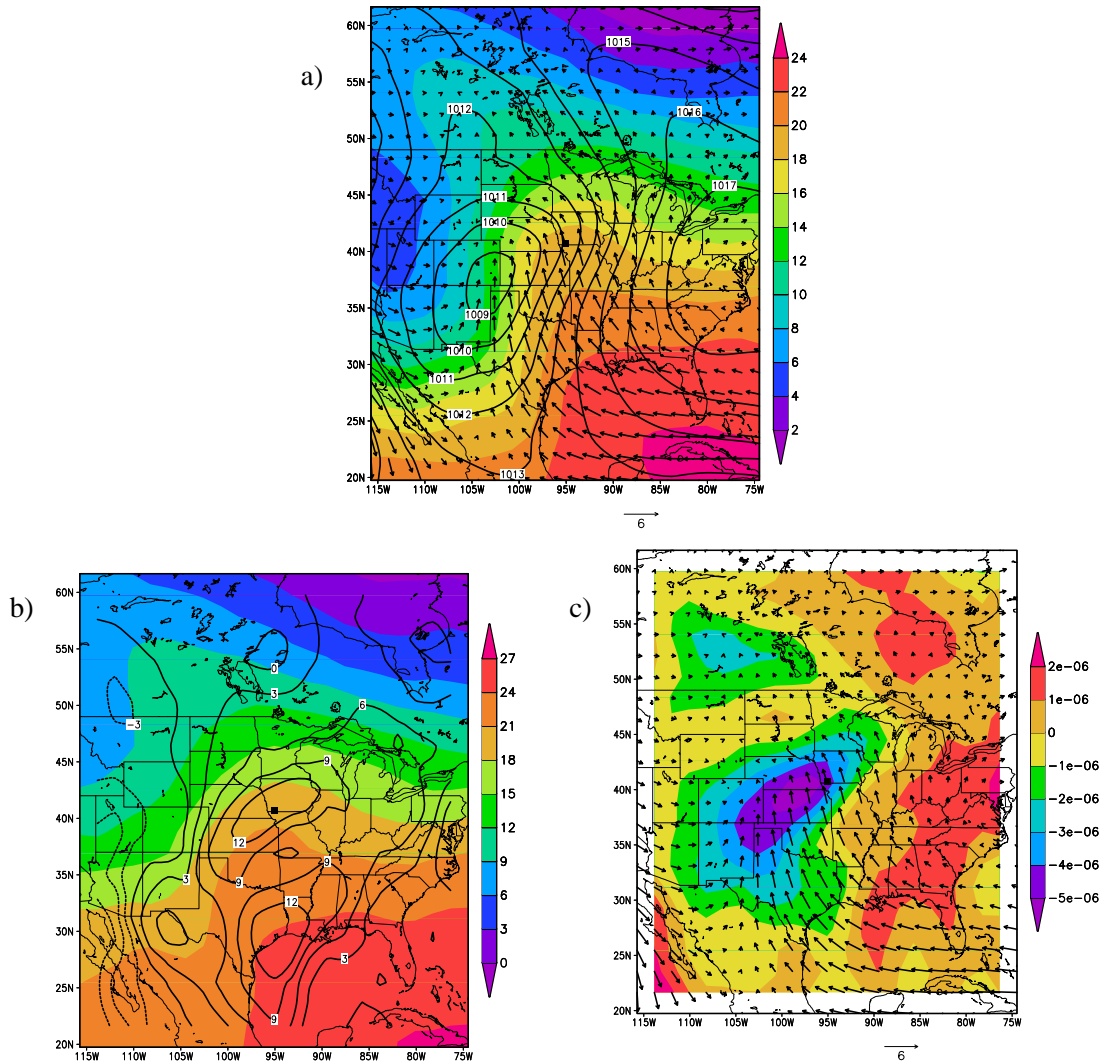 a)
60N
55N
50N
45N
40N
35N
30N
25N
20N
115W 110W 105W 100W 95W 90W 85W 80W 75W
1015
1012
1016
1017
1011
1010
1009
1010
1011
1012
1013
24
22
20
18
16
14
12
10
8
6
4
2
6
b)
60N
55N
50N
45N
40N
35N
30N
25N
20N
115W 110W 105W 100W 95W 90W 85W 80W 75W
0
3
6
-3
9
12
9
3
9
12
3
9
27
24
21
18
15
12
9
6
3
0
c)
60N
55N
50N
45N
40N
35N
30N
25N
20N
115W 110W 105W 100W 95W 90W 85W 80W 75W
2e-06
1e-06
0
-1e-06
-2e-06
-3e-06
-4e-06
-5e-06
6